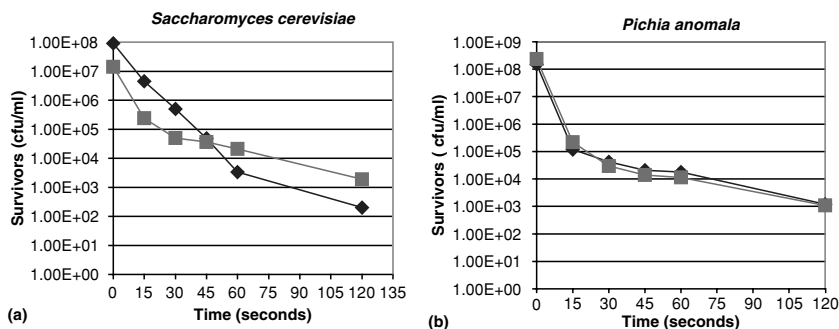 Saccharomyces cerevisiae
Survivors (cfu/ml)
1.00E+08
1.00E+07
1.00E+06
1.00E+05
1.00E+04
1.00E+03
1.00E+02
1.00E+01
1.00E+00
0 15 30 45 60 75 90 105 120 135
Time (seconds)
(a)
Pichia anomala
Survivors ( cfu/ml)
1.00E+09
1.00E+08
1.00E+07
1.00E+06
1.00E+05
1.00E+04
1.00E+03
1.00E+02
1.00E+01
1.00E+00
0 15 30 45 60 75 90 105 120
Time (seconds)
(b)